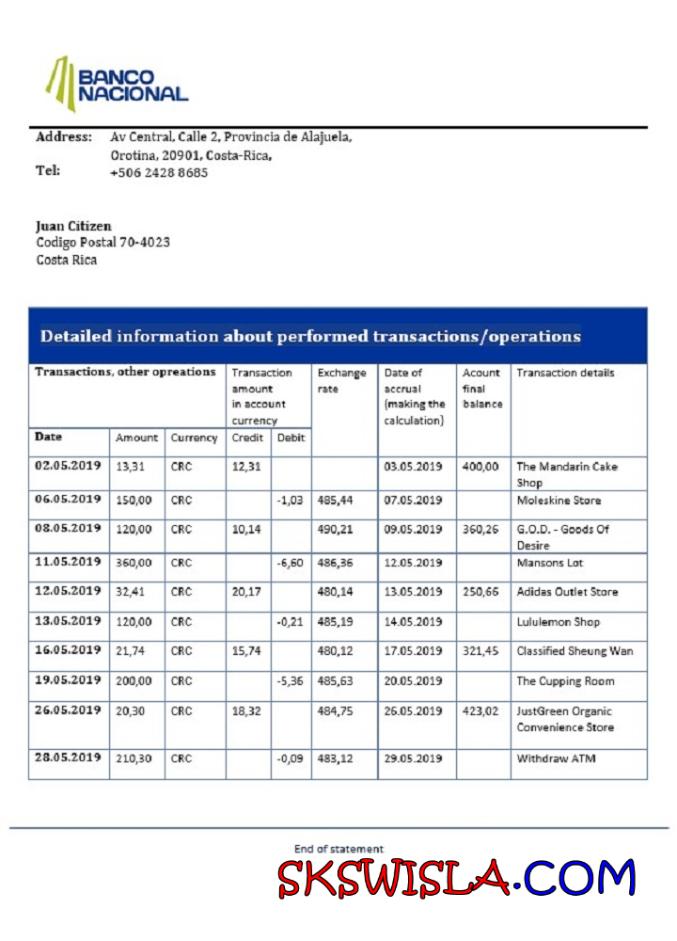 BANCO
NACIONAL
Address: Av Central, Calle 2, Provincia de Alajuela,
Orotina, 20901, Costa-Rica,
Tel: +506 2428 8685
Juan Citizen
Codigo Postal 70-4023
Costa Rica
Detailed information about performed transactions/operations
Transactions, other opreations
Transaction
amount
in account
currency
Exchange
rate
Date of
accrual
(making the
calculation)
Acount
final
balance
Transaction details
Date Amount Currency Credit Debit
02.05.2019 13,31 CRC 12,31 03.05.2019 400,00 The Mandarin Cake
Shop
06.05.2019 150,00 CRC -1,03 485,44 07.05.2019 Moleskine Store
08.05.2019 120,00 CRC 10,14 490,21 09.05.2019 360,26 G.O.D. - Goods Of
Desire
11.05.2019 360,00 CRC -6,60 486,36 12.05.2019 Mansons Lot
12.05.2019 32,41 CRC 20,17 480,14 13.05.2019 250,66 Adidas Outlet Store
13.05.2019 120,00 CRC -0,21 485,19 14.05.2019 Lululemon Shop
16.05.2019 21,74 CRC 15,74 480,12 17.05.2019 321,45 Classified Sheung Wan
19.05.2019 200,00 CRC -5,36 485,63 20.05.2019 The Cupping Room
26.05.2019 20,30 CRC 18,32 484,75 26.05.2019 423,02 JustGreen Organic
Convenience Store
28.05.2019 210,30 CRC -0,09 483,12 29.05.2019 Withdraw ATM
End of statement
SKSWISLA.COM